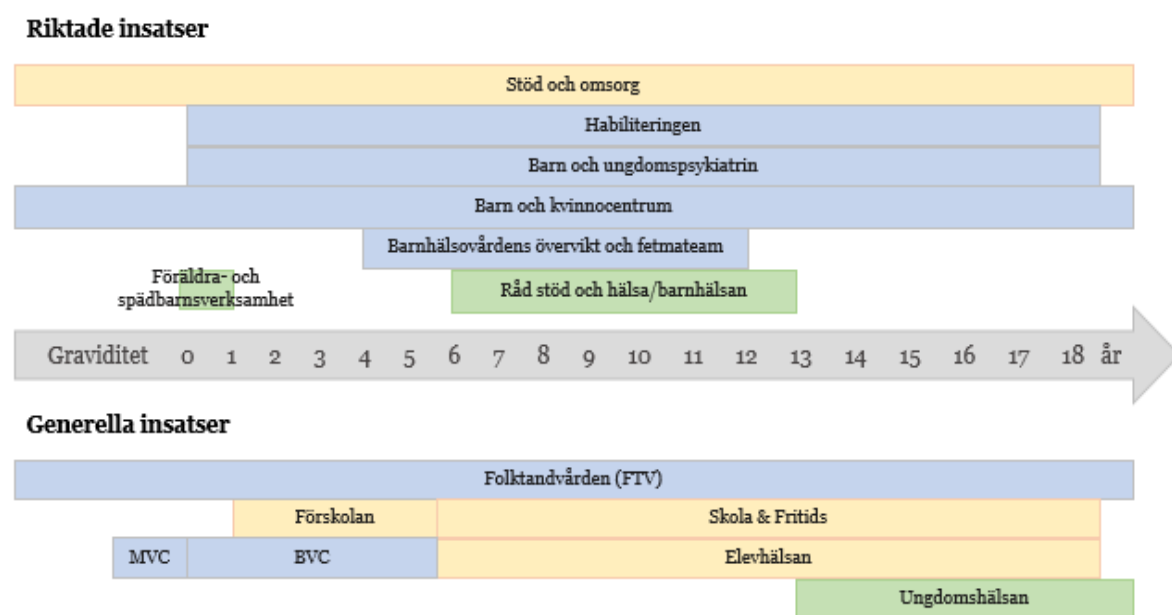 Riktade insatser
Stöd och omsorg
Habiliteringen
Barn och ungdomspsykiatrin
Barn och kvinnocentrum
Barnhälsovårdens övervikt och fetmateam
Föräldra- och
spädbarnsverksamhet
Råd stöd och hälsa/barnhälsan
Graviditet 0 1 2 3 4 5 6 7 8 9 10 11 12 13 14 15 16 17 18 år
Generella insatser
Folktandvården (FTV)
Förskolan Skola & Fritids
MVC BVC Elevhälsan
Ungdomshälsan